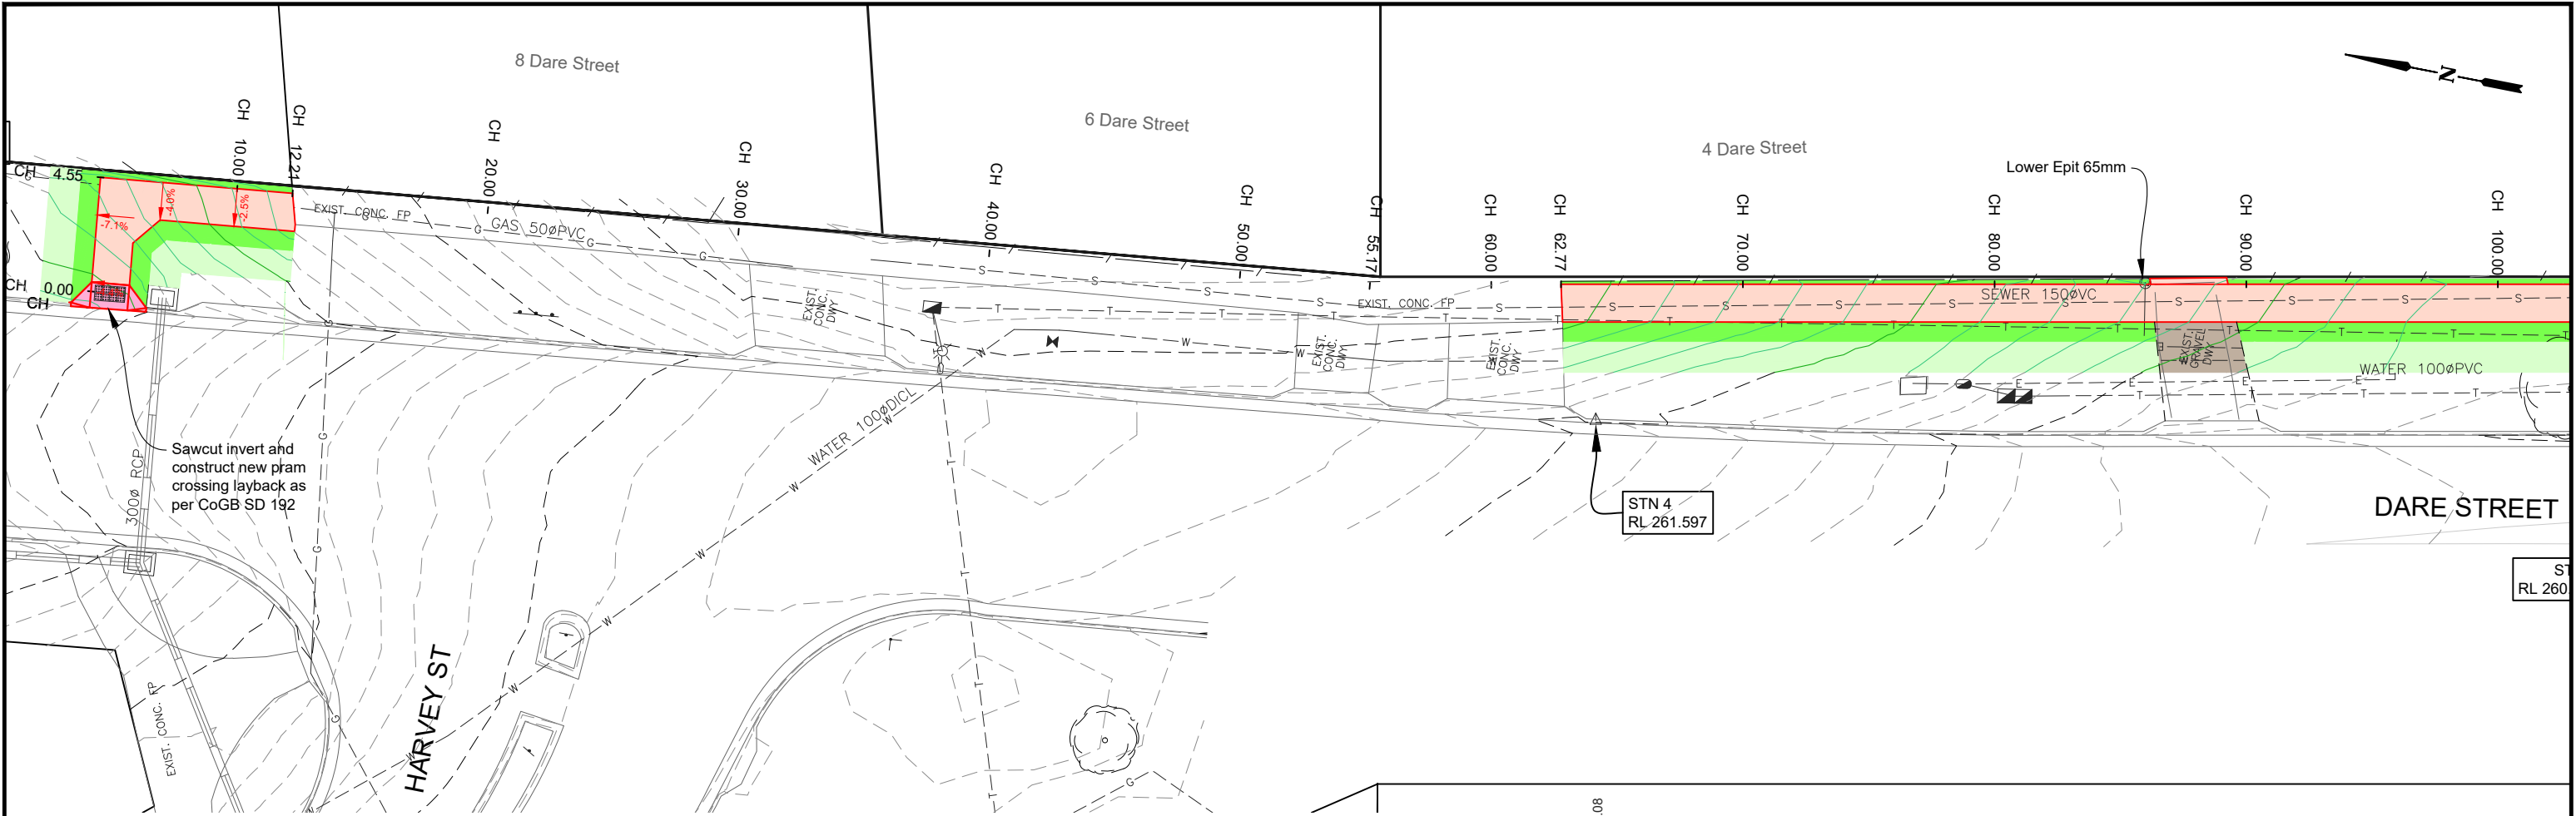 8 Dare Street
6 Dare Street
4 Dare Street
N
Lower Epit 65mm
CH 4.55
CH 10.00
CH 12.21
CH 20.00
CH 30.00
CH 40.00
CH 50.00
CH 55.17
CH 60.00
CH 62.77
CH 70.00
CH 80.00
CH 90.00
CH 100.00
-4.0%
-2.5%
-7.1%
CH 0.00
CH
EXIST. CONC. FP
GAS 50øPVC
EXIST.
CONC.
DWY
EXIST. CONC. FP
EXIST.
CONC.
DWY
EXIST.
CONC.
DWY
SEWER 150øVC
EXIST.
GRAVEL
DWY
WATER 100øPVC
WATER 100øDICL
300ø RCP
Sawcut invert and
construct new pram
crossing layback as
per CoGB SD 192
STN 4
RL 261.597
DARE STREET
ST
RL 260.
HARVEY ST
EXIST. CONC. FP
.08
G G G G G G G G
S S S S S S S S S S S S
T T T T T T T T T T T T
W W W W W W W W
E E E E